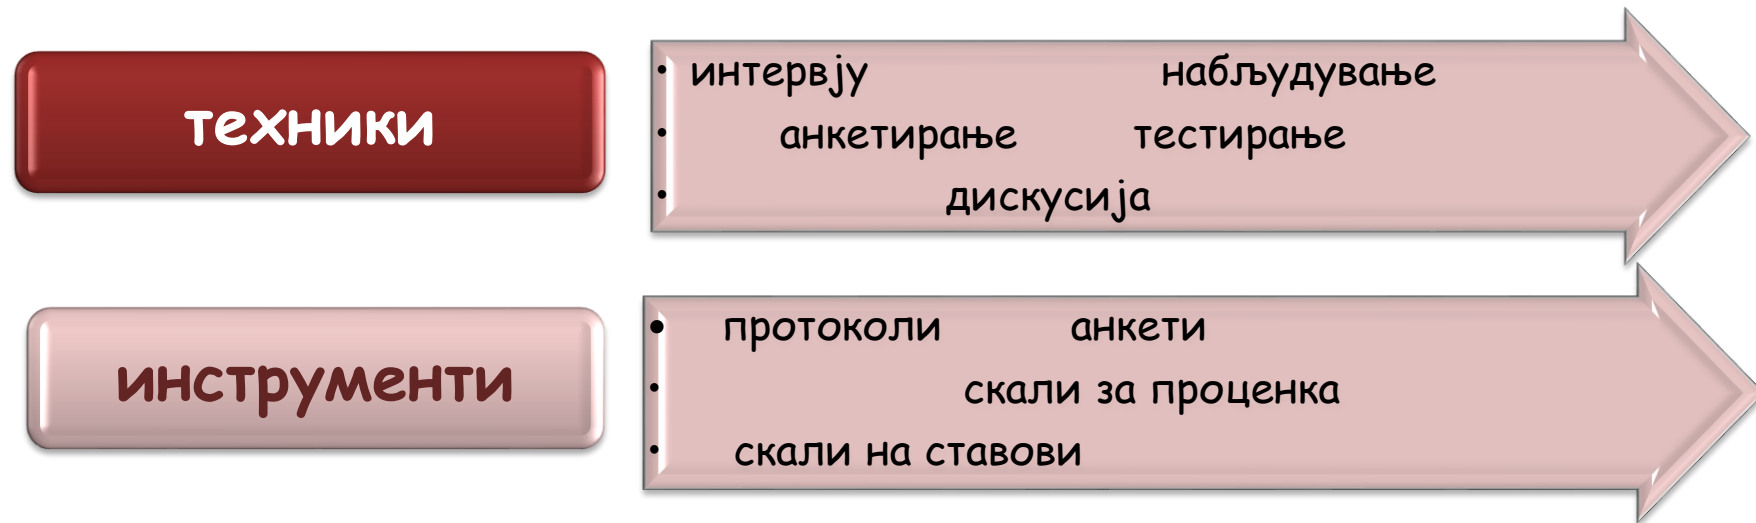 техники
• интервју набљудување
• анкетирање тестирање
• дискусија
инструменти
• протоколи анкети
• скали за проценка
• скали на ставови